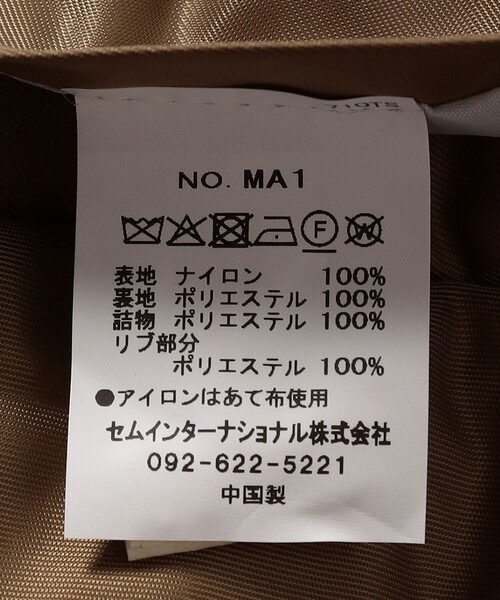 710TS
NO. MA1
F
W
表地 ナイロン 100%
裏地 ポリエステル 100%
詰物 ポリエステル 100%
リブ部分
ポリエステル 100%
●アイロンはあて布使用
セムインターナショナル株式会社
092-622-5221
中国製